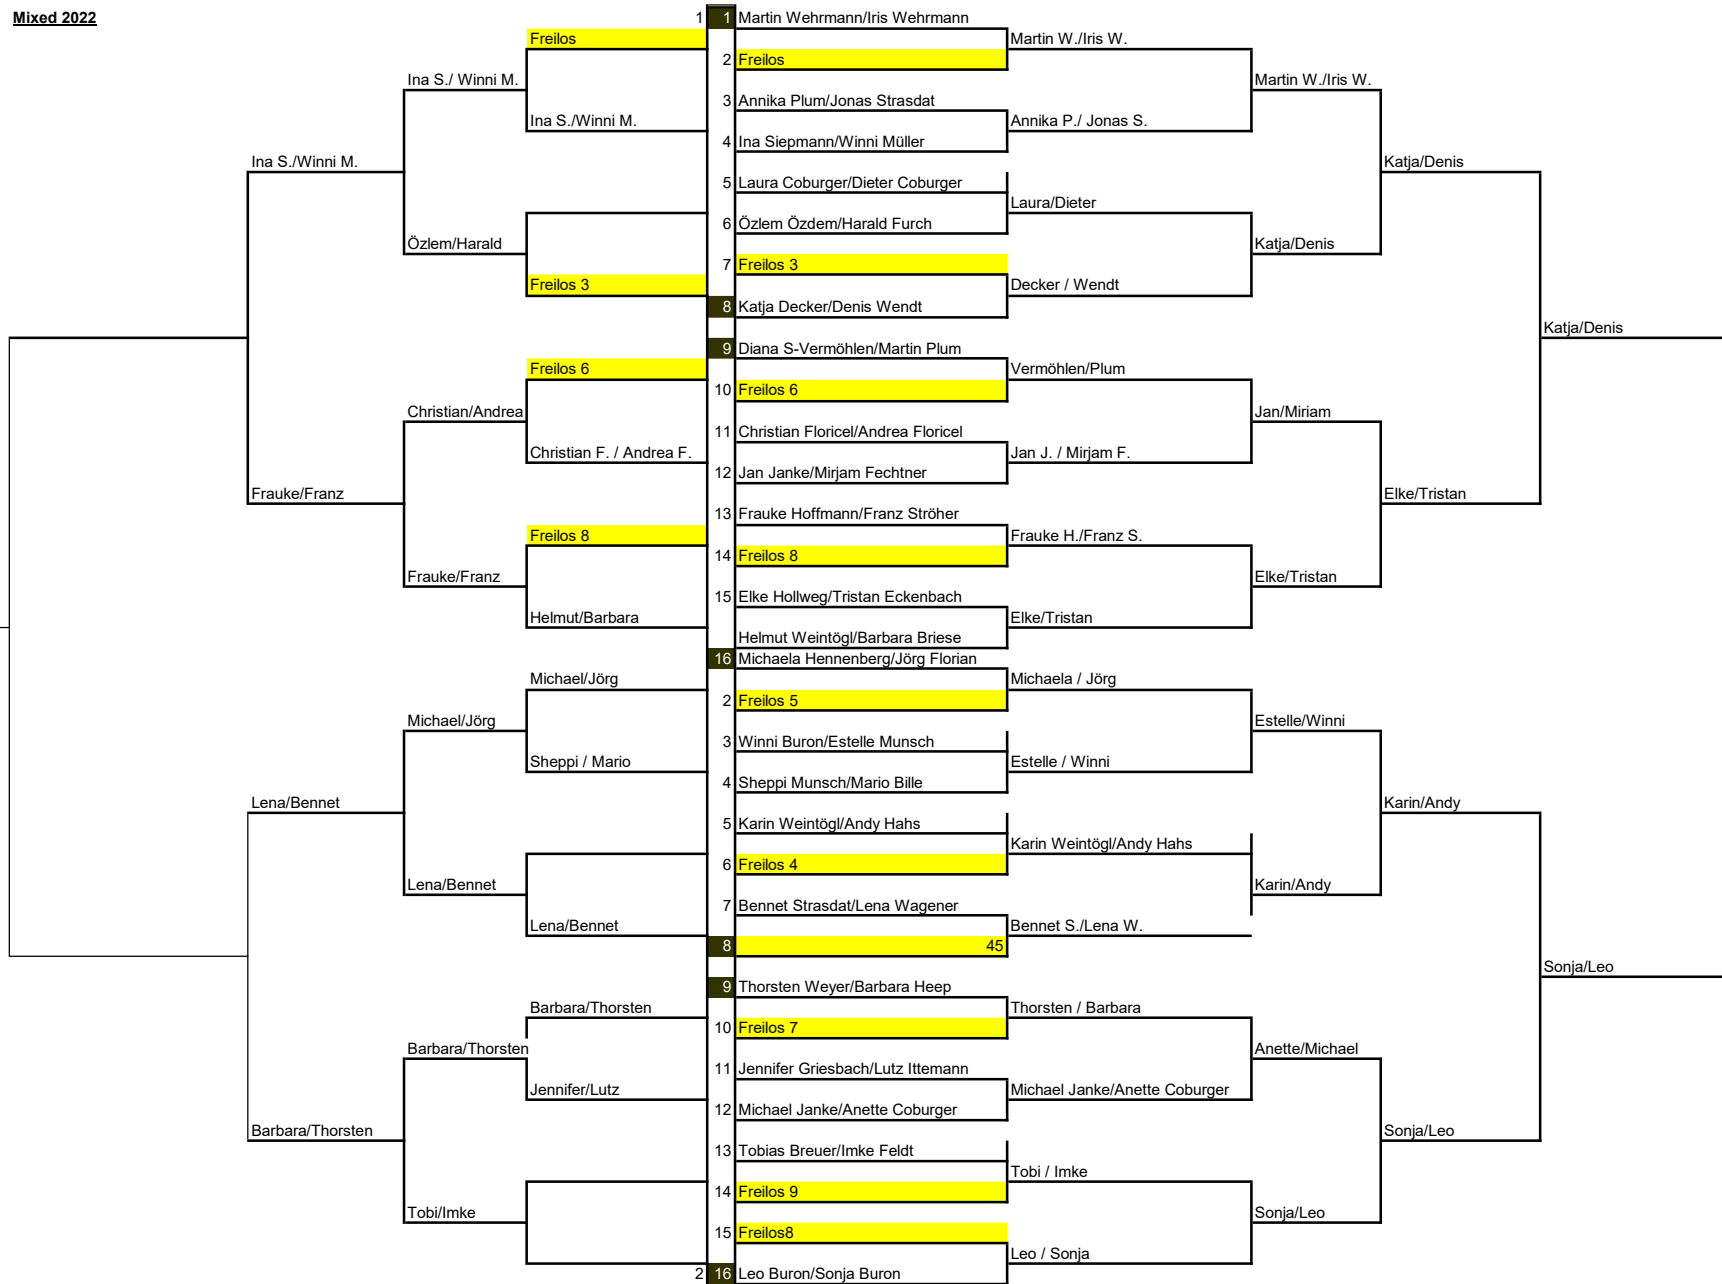 Mixed 2022
1 1 Martin Wehrmann/Iris Wehrmann
Freilos Martin W./Iris W.
2 Freilos
Ina S./ Winni M. Martin W./Iris W.
3 Annika Plum/Jonas Strasdat
Ina S./Winni M. Annika P./ Jonas S.
4 Ina Siepmann/Winni Müller
Ina S./Winni M. Katja/Denis
5 Laura Coburger/Dieter Coburger
Laura/Dieter
6 Özlem Özdem/Harald Furch
Özlem/Harald Katja/Denis
7 Freilos 3
Freilos 3 Decker / Wendt
8 Katja Decker/Denis Wendt
Katja/Denis
9 Diana S-Vermöhlen/Martin Plum
Freilos 6 Vermöhlen/Plum
10 Freilos 6
Christian/Andrea Jan/Miriam
11 Christian Floricel/Andrea Floricel
Christian F. / Andrea F. Jan J. / Mirjam F.
12 Jan Janke/Mirjam Fechtner
Frauke/Franz Elke/Tristan
13 Frauke Hoffmann/Franz Ströher
Freilos 8 Frauke H./Franz S.
14 Freilos 8
Frauke/Franz Elke/Tristan
15 Elke Hollweg/Tristan Eckenbach
Helmut/Barbara Elke/Tristan
Helmut Weintögl/Barbara Briese
16 Michaela Hennenberg/Jörg Florian
Michael/Jörg Michaela / Jörg
2 Freilos 5
Michael/Jörg Estelle/Winni
3 Winni Buron/Estelle Munsch
Sheppi / Mario Estelle / Winni
4 Sheppi Munsch/Mario Bille
Lena/Bennet Karin/Andy
5 Karin Weintögl/Andy Hahs
Karin Weintögl/Andy Hahs
6 Freilos 4
Lena/Bennet Karin/Andy
7 Bennet Strasdat/Lena Wagener
Lena/Bennet Bennet S./Lena W.
8 45
Sonja/Leo
9 Thorsten Weyer/Barbara Heep
Barbara/Thorsten Thorsten / Barbara
10 Freilos 7
Barbara/Thorsten Anette/Michael
11 Jennifer Griesbach/Lutz Ittemann
Jennifer/Lutz Michael Janke/Anette Coburger
12 Michael Janke/Anette Coburger
Barbara/Thorsten Sonja/Leo
13 Tobias Breuer/Imke Feldt
Tobi / Imke
14 Freilos 9
Tobi/Imke Sonja/Leo
15 Freilos8
Leo / Sonja
2 16 Leo Buron/Sonja Buron